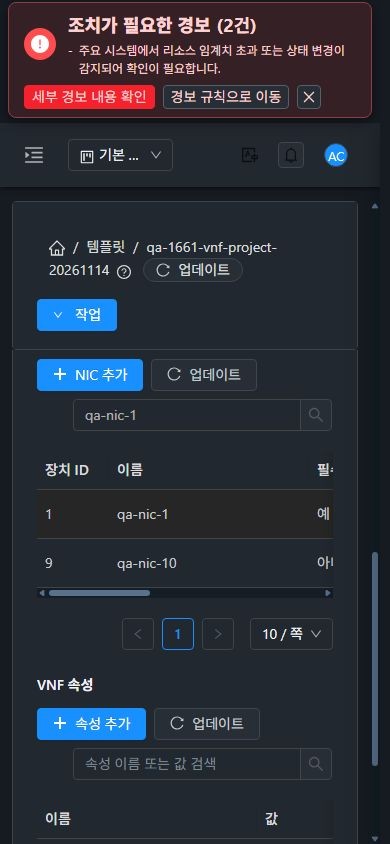 조치가 필요한 경보 (2건)
- 주요 시스템에서 리소스 임계치 초과 또는 상태 변경이
감지되어 확인이 필요합니다.
세부 경보 내용 확인 경보 규칙으로 이동
기본 ... AC
/ 템플릿 / qa-1661-vnf-project-
20261114 업데이트
작업
NIC 추가 업데이트
qa-nic-1
장치 ID 이름
1 qa-nic-1 예
9 qa-nic-10
1 10 / 쪽
VNF 속성
속성 추가 업데이트
속성 이름 또는 값 검색
이름 값